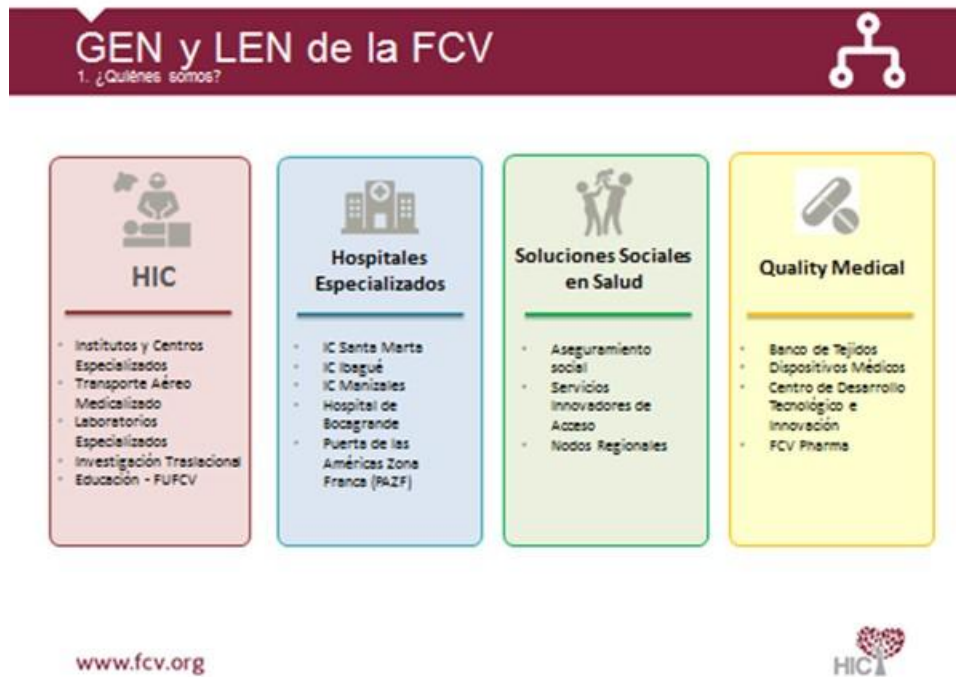 GEN y LEN de la FCV
1. ¿Quiénes somos?
HIC
Institutos y Centros
Especializados
Transporte Aéreo
Medicalizado
Laboratorios
Especializados
Investigación Traslacional
Educación - FUFCV
Hospitales
Especializados
IC Santa Marta
IC Ibagué
IC Manizales
Hospital de
Bocagrande
Puerta de las
Américas Zona
Franca (PAZF)
Soluciones Sociales
en Salud
Aseguramiento
social
Servicios
Innovadores de
Acceso
Nodos Regionales
Quality Medical
Banco de Tejidos
Dispositivos Médicos
Centro de Desarrollo
Tecnológico e
Innovación
FCV Pharma
www.fcv.org
HIC